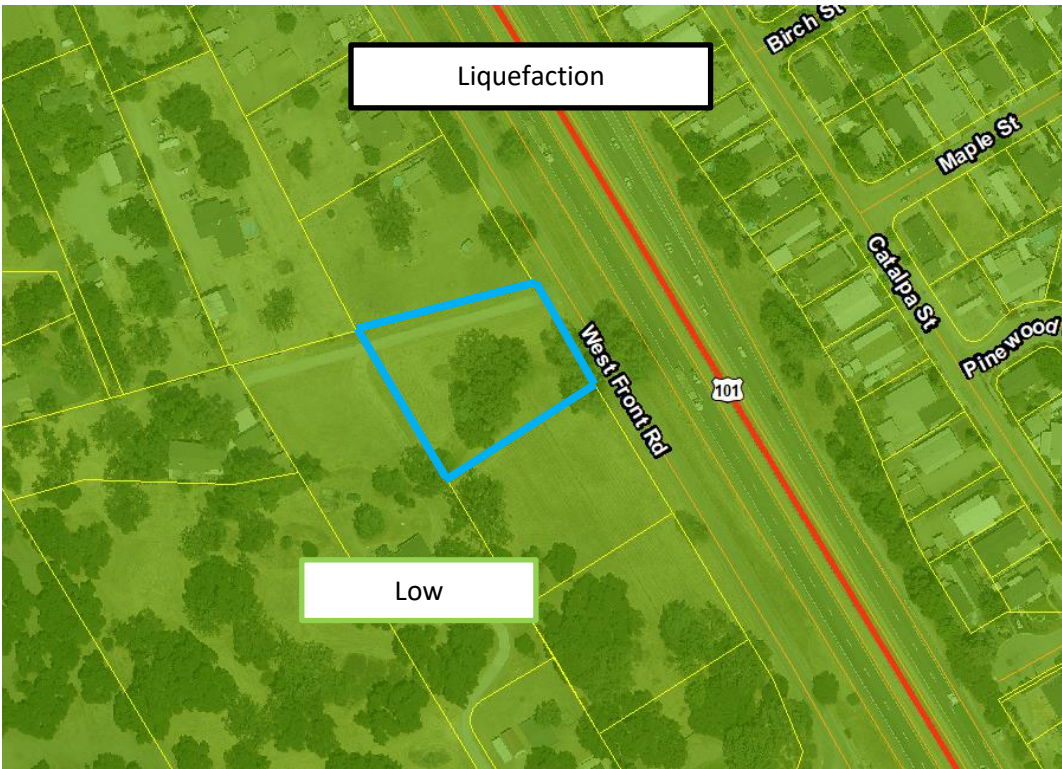 Birch St
Liquefaction
Maple St
Catalpa St
Pinewood
West Front Rd
101
Low